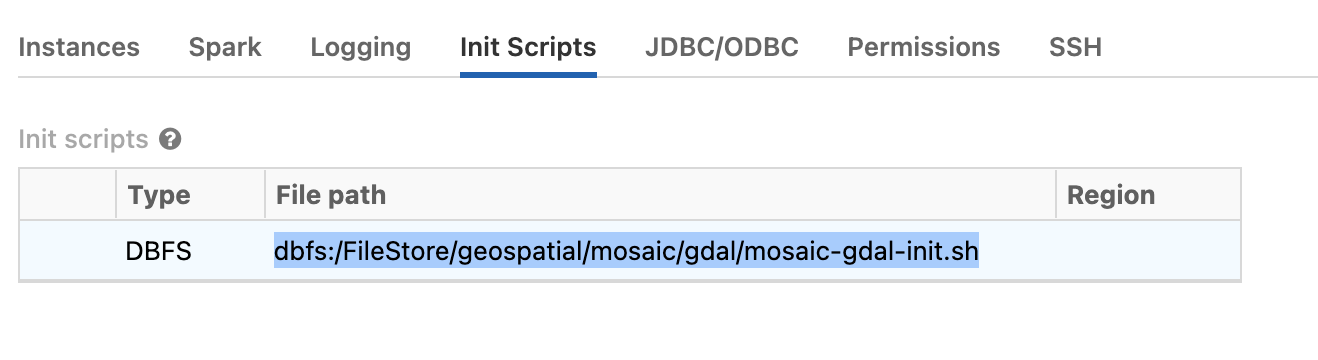 Instances Spark Logging Init Scripts JDBC/ODBC Permissions SSH
Init scripts ?
Type File path Region
DBFS dbfs:/FileStore/geospatial/mosaic/gdal/mosaic-gdal-init.sh